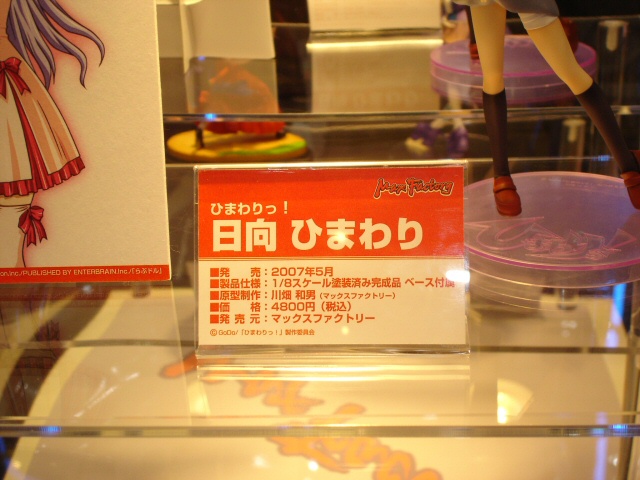 on.Inc./PUBLISHED BY ENTERBRAIN.Inc./「らぶドル」
Max Factory
ひまわりっ！
日向 ひまわり
■発　　売：2007年5月
■製品仕様：1/8スケール塗装済み完成品 ベース付属
■原型制作：川畑 和男（マックスファクトリー）
■価　　格：4800円（税込）
■発 売 元：マックスファクトリー
©GoDo/「ひまわりっ！」製作委員会